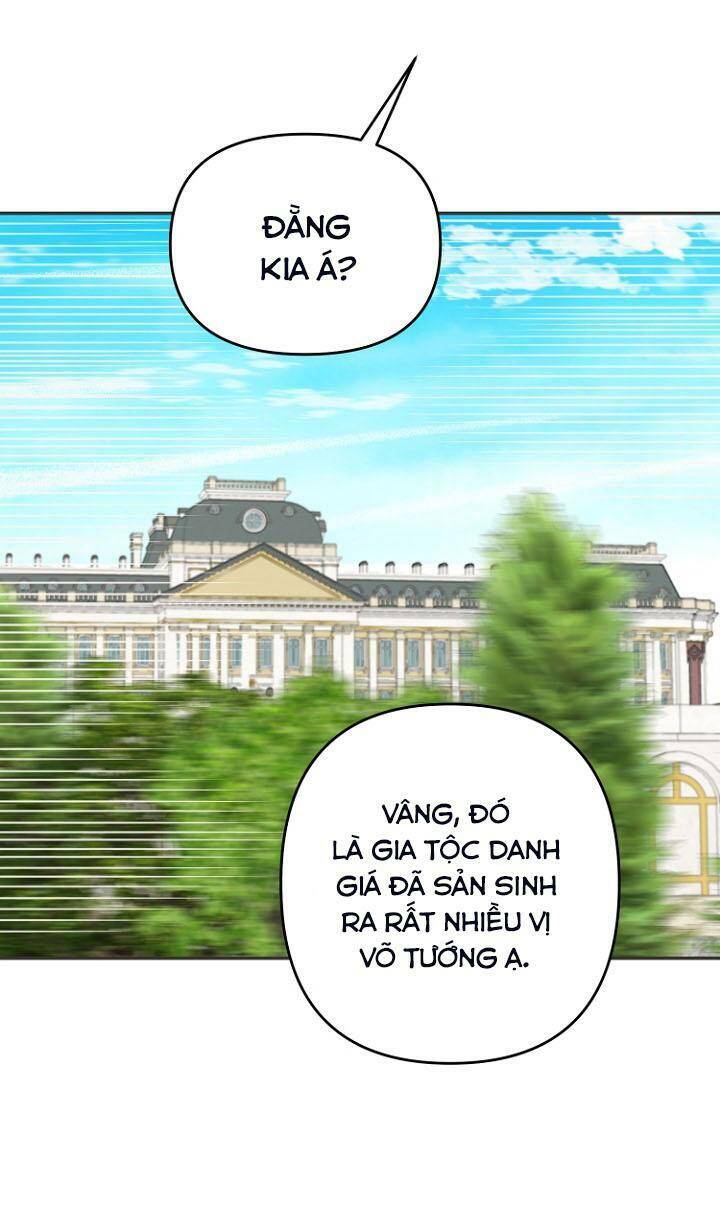 ĐẰNG
KIA Á?
VÂNG, ĐÓ
LÀ GIA TỘC DANH
GIÁ ĐÃ SẢN SINH
RA RẤT NHIỀU VỊ
VÕ TƯỚNG Ạ.